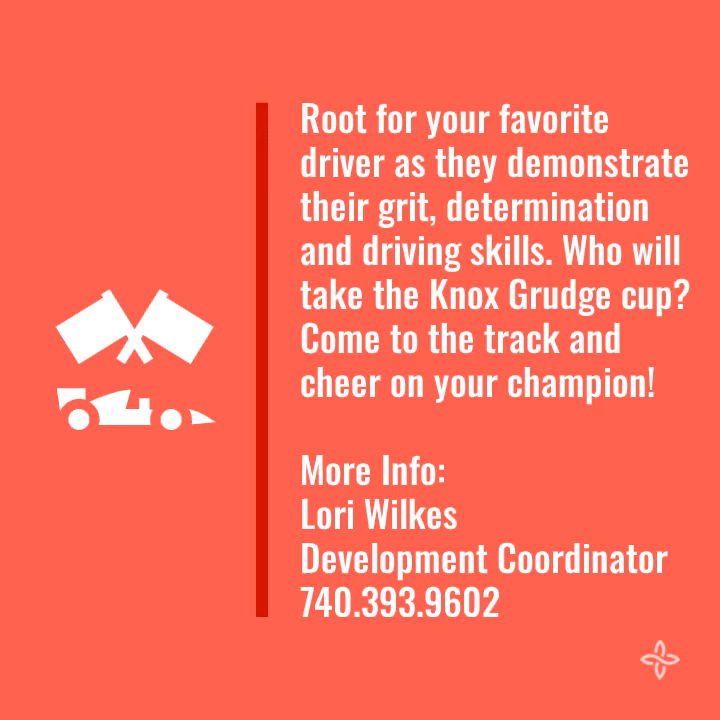 Root for your favorite
driver as they demonstrate
their grit, determination
and driving skills. Who will
take the Knox Grudge cup?
Come to the track and
cheer on your champion!
More Info:
Lori Wilkes
Development Coordinator
740.393.9602